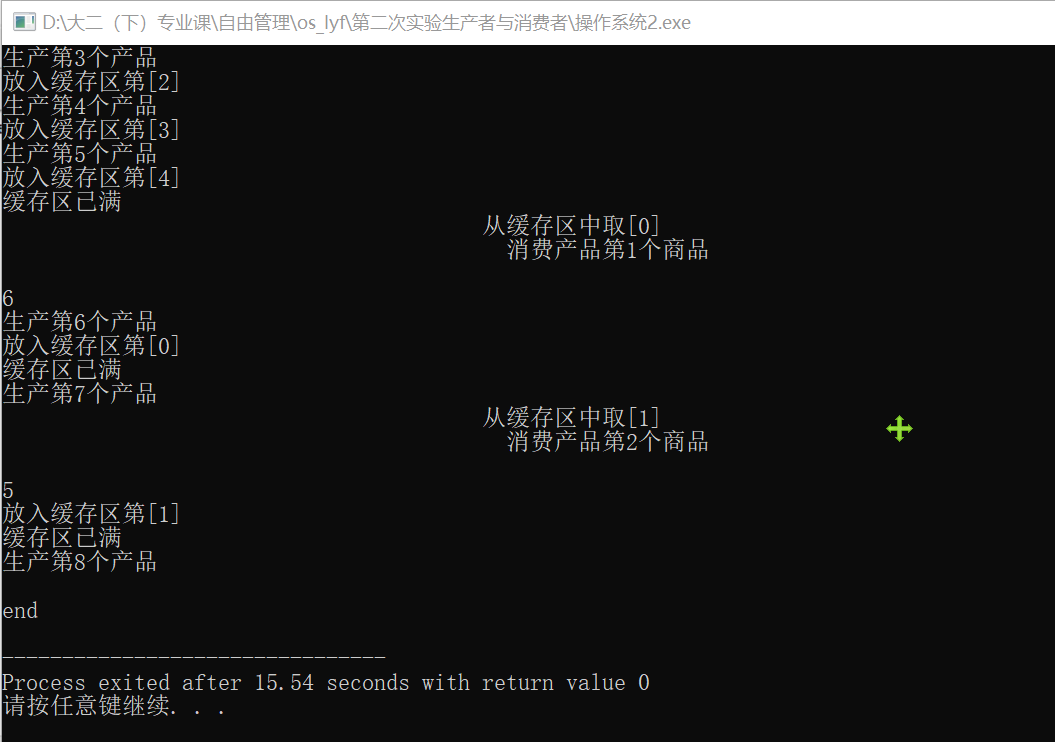 D:\大二（下）专业课\自由管理\os_lyf\第二次实验生产者与消费者\操作系统2.exe
生产第3个产品
放入缓存区第[2]
生产第4个产品
放入缓存区第[3]
生产第5个产品
放入缓存区第[4]
缓存区已满
从缓存区中取[0]
消费产品第1个商品
6
生产第6个产品
放入缓存区第[0]
缓存区已满
生产第7个产品
从缓存区中取[1]
消费产品第2个商品
5
放入缓存区第[1]
缓存区已满
生产第8个产品
end
--------------------------------
Process exited after 15.54 seconds with return value 0
请按任意键继续. . .